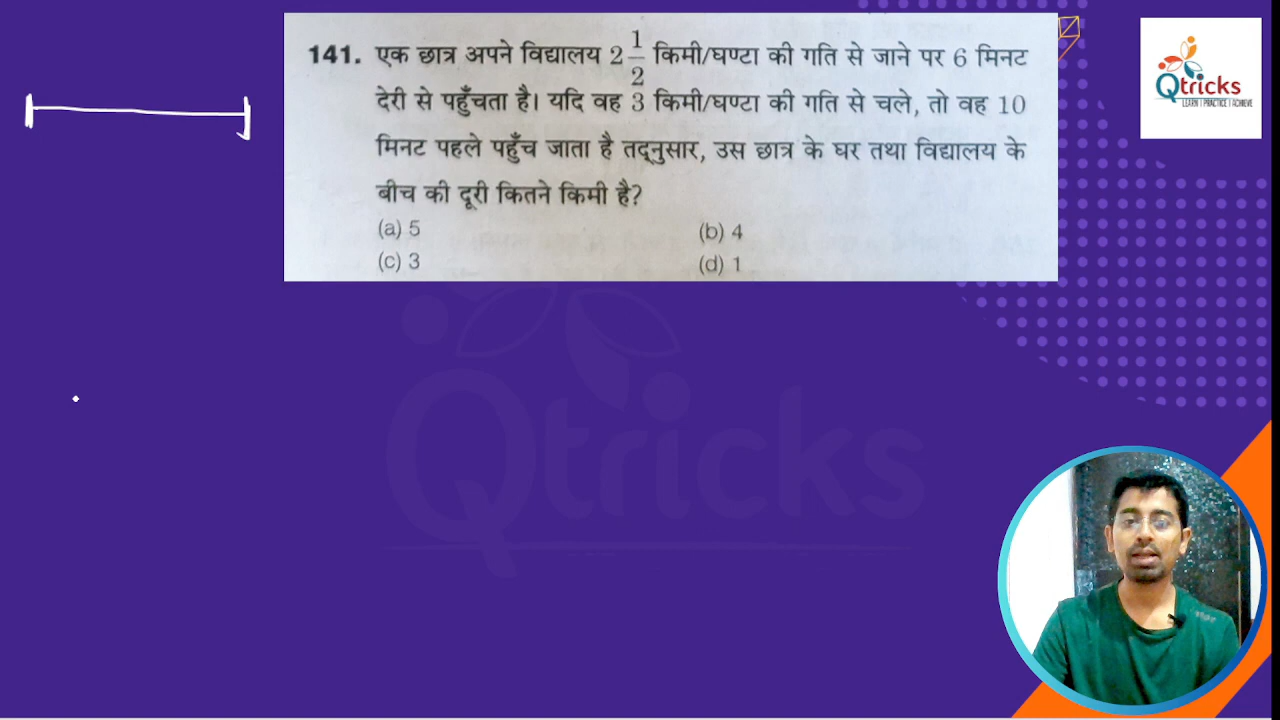 141. एक छात्र अपने विद्यालय 2 1/2 किमी/घण्टा की गति से जाने पर 6 मिनट
देरी से पहुँचता है। यदि वह 3 किमी/घण्टा की गति से चले, तो वह 10
मिनट पहले पहुँच जाता है तद्नुसार, उस छात्र के घर तथा विद्यालय के
बीच की दूरी कितने किमी है?
(a) 5 (b) 4
(c) 3 (d) 1
Qtricks
LEARN | PRACTICE | ACHIEVE
Qtricks